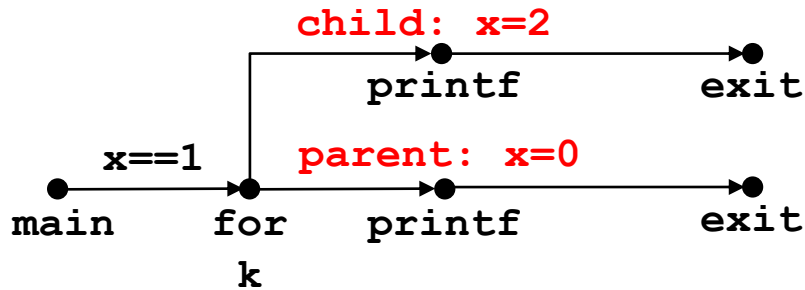 child: x=2
printf exit
x==1 parent: x=0
main for printf exit
k